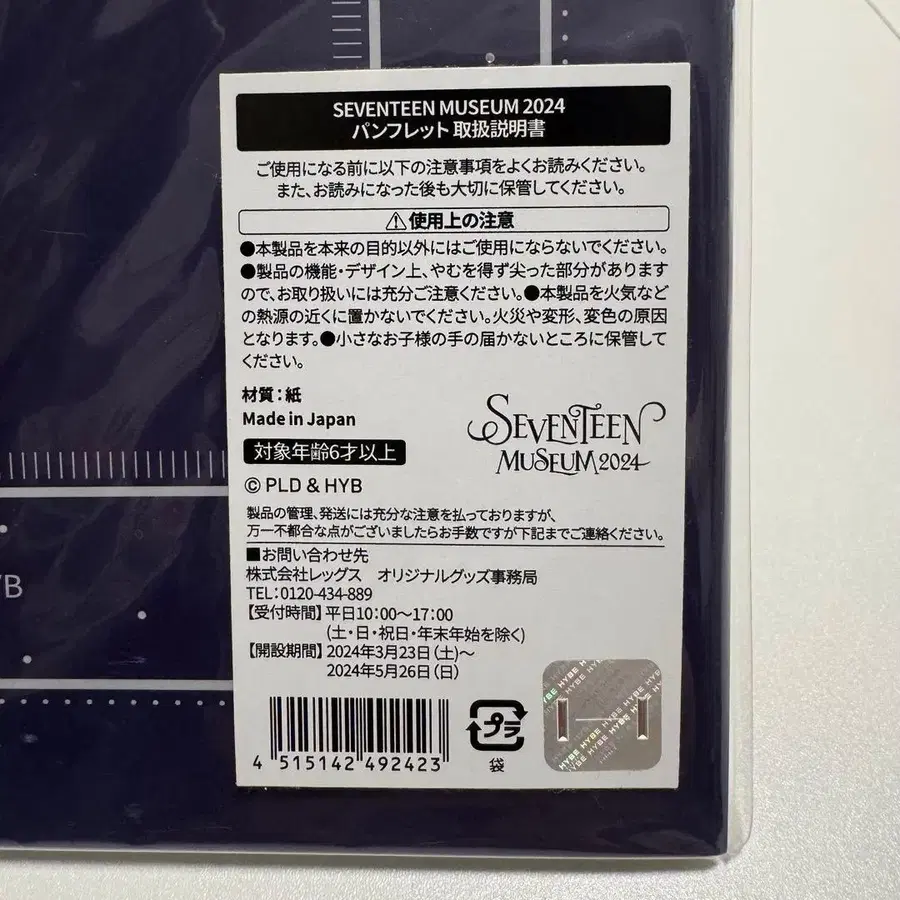 SEVENTEEN MUSEUM 2024
パンフレット 取扱説明書
ご使用になる前に以下の注意事項をよくお読みください。
また、お読みになった後も大切に保管してください。
⚠使用上の注意
●本製品を本来の目的以外にはご使用にならないでください。
●製品の機能・デザイン上、やむを得ず尖った部分があります
ので、お取り扱いには充分ご注意ください。●本製品を火気など
の熱源の近くに置かないでください。火災や変形、変色の原因
となります。●小さなお子様の手の届かないところに保管して
ください。
材質：紙
Made in Japan
対象年齢6才以上
SEVENTEEN
MUSEUM 2024
© PLD & HYB
製品の管理、発送には充分な注意を払っておりますが、
万一不都合な点がございましたらお手数ですが下記までご連絡ください。
■お問い合わせ先
株式会社レッグス　オリジナルグッズ事務局
TEL：0120-434-889
【受付時間】平日10：00〜17：00
(土・日・祝日・年末年始を除く)
【開設期間】2024年3月23日（土）〜
2024年5月26日（日）
4 515142 492423
プラ
袋
HYBE HYBE HYBE
YB